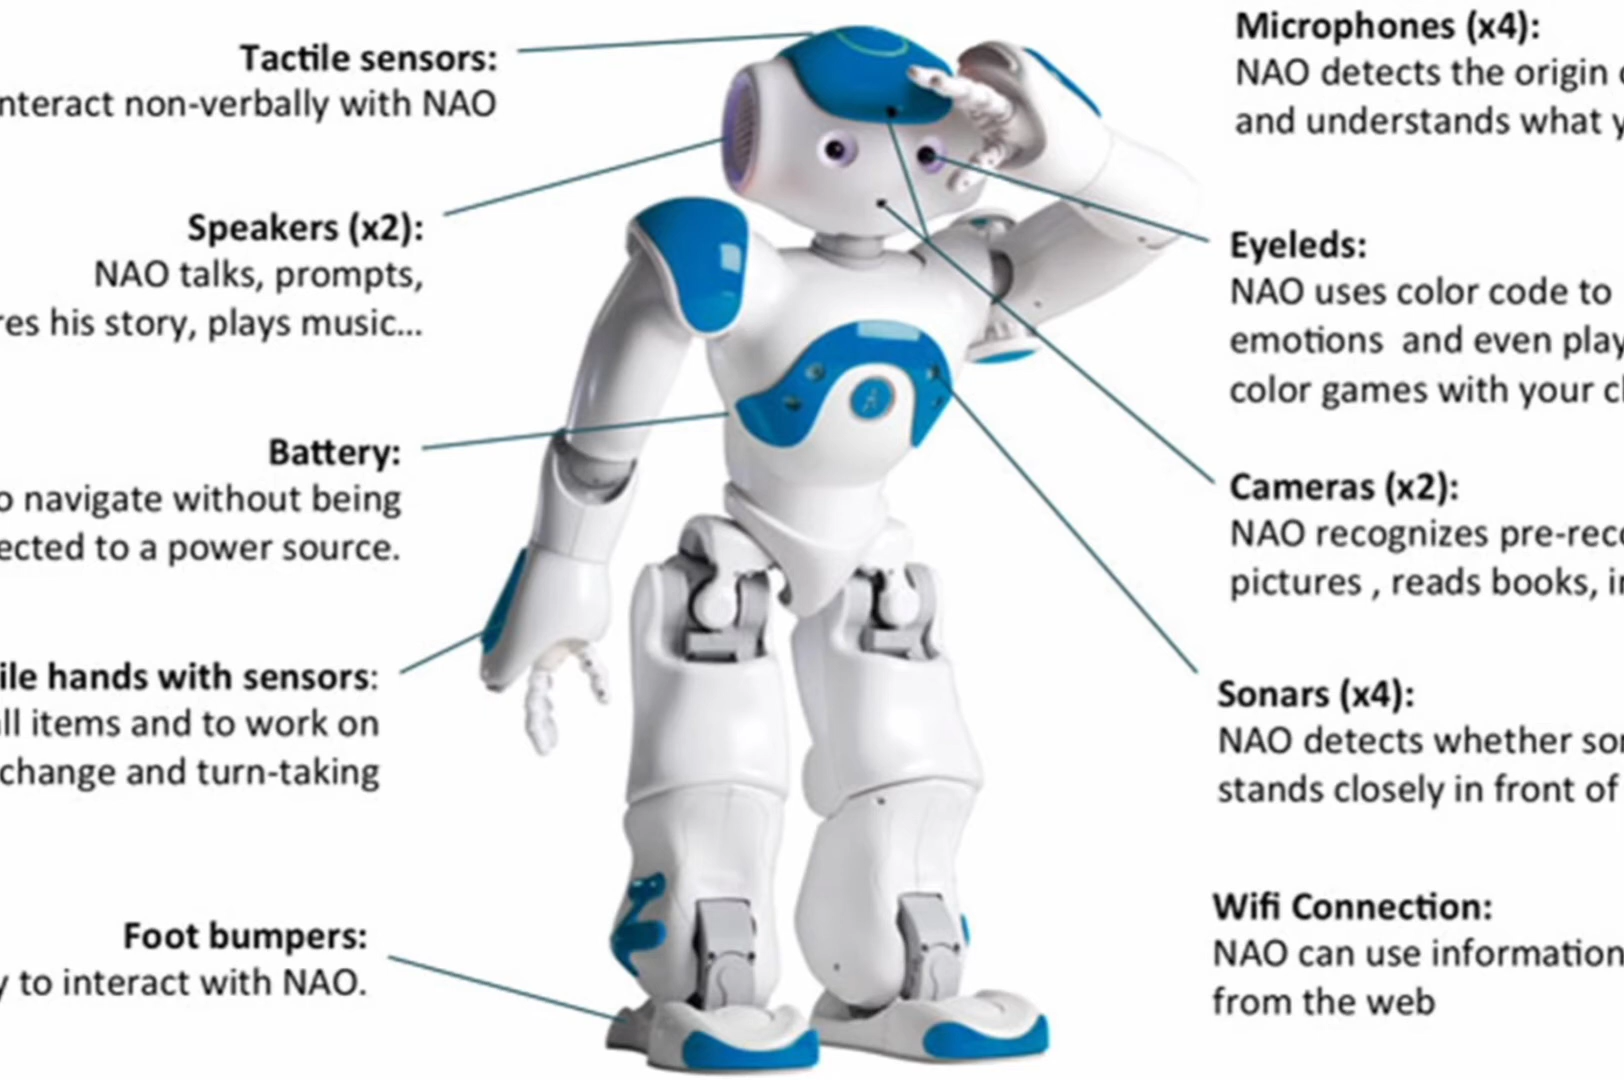 Tactile sensors:
nteract non-verbally with NAO
Speakers (x2):
NAO talks, prompts,
res his story, plays music...
Battery:
o navigate without being
ected to a power source.
ile hands with sensors:
ll items and to work on
change and turn-taking
Foot bumpers:
y to interact with NAO.
Microphones (x4):
NAO detects the origin
and understands what y
Eyeleds:
NAO uses color code to
emotions and even play
color games with your
Cameras (x2):
NAO recognizes pre-reco
pictures , reads books,
Sonars (x4):
NAO detects whether
stands closely in front of
Wifi Connection:
NAO can use information
from the web